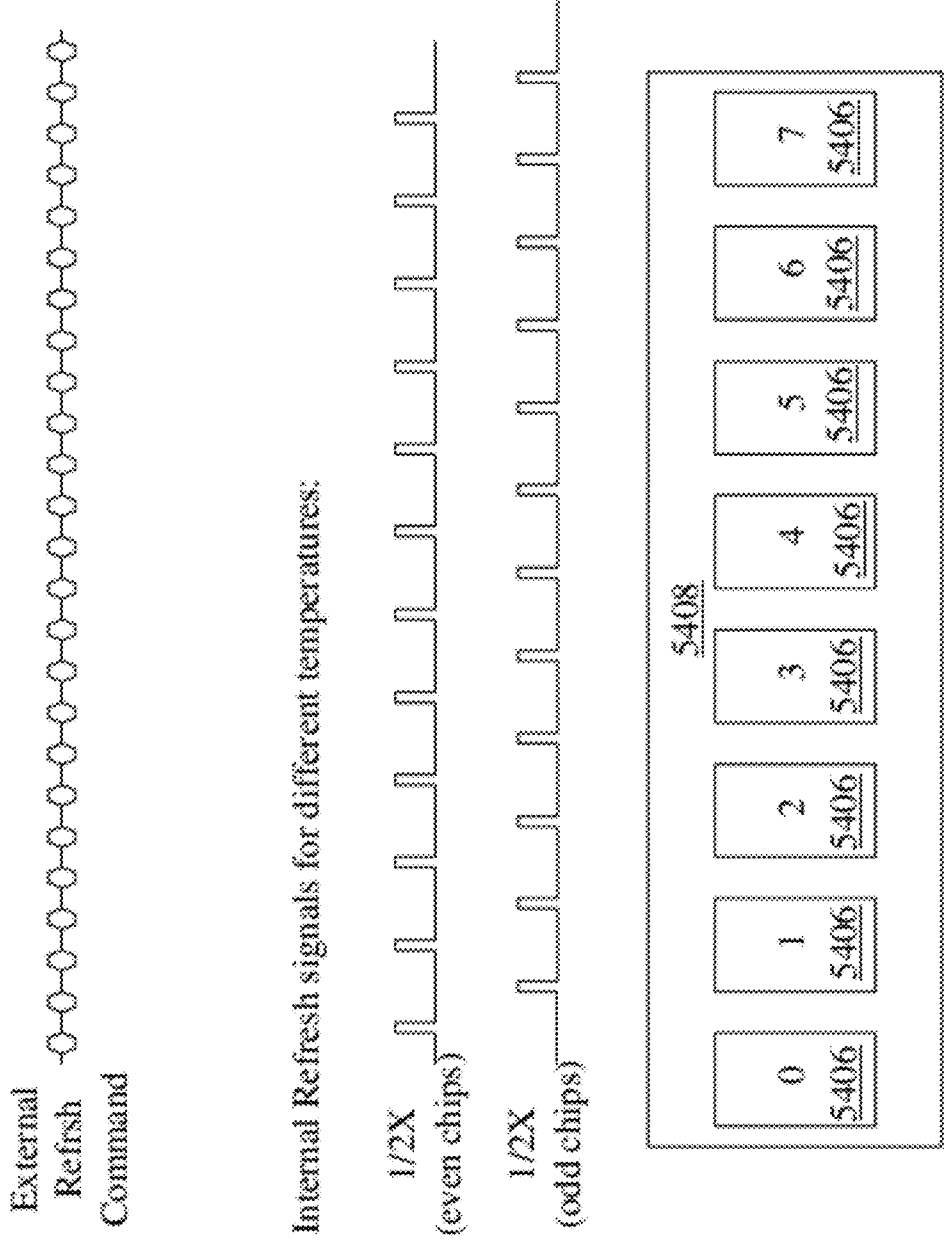 External
Refrsh
Command
Internal Refresh signals for different temperatures:
1/2X
(even chips)
1/2X
(odd chips)
5408
0
5406
1
5406
2
5406
3
5406
4
5406
5
5406
6
5406
7
5406